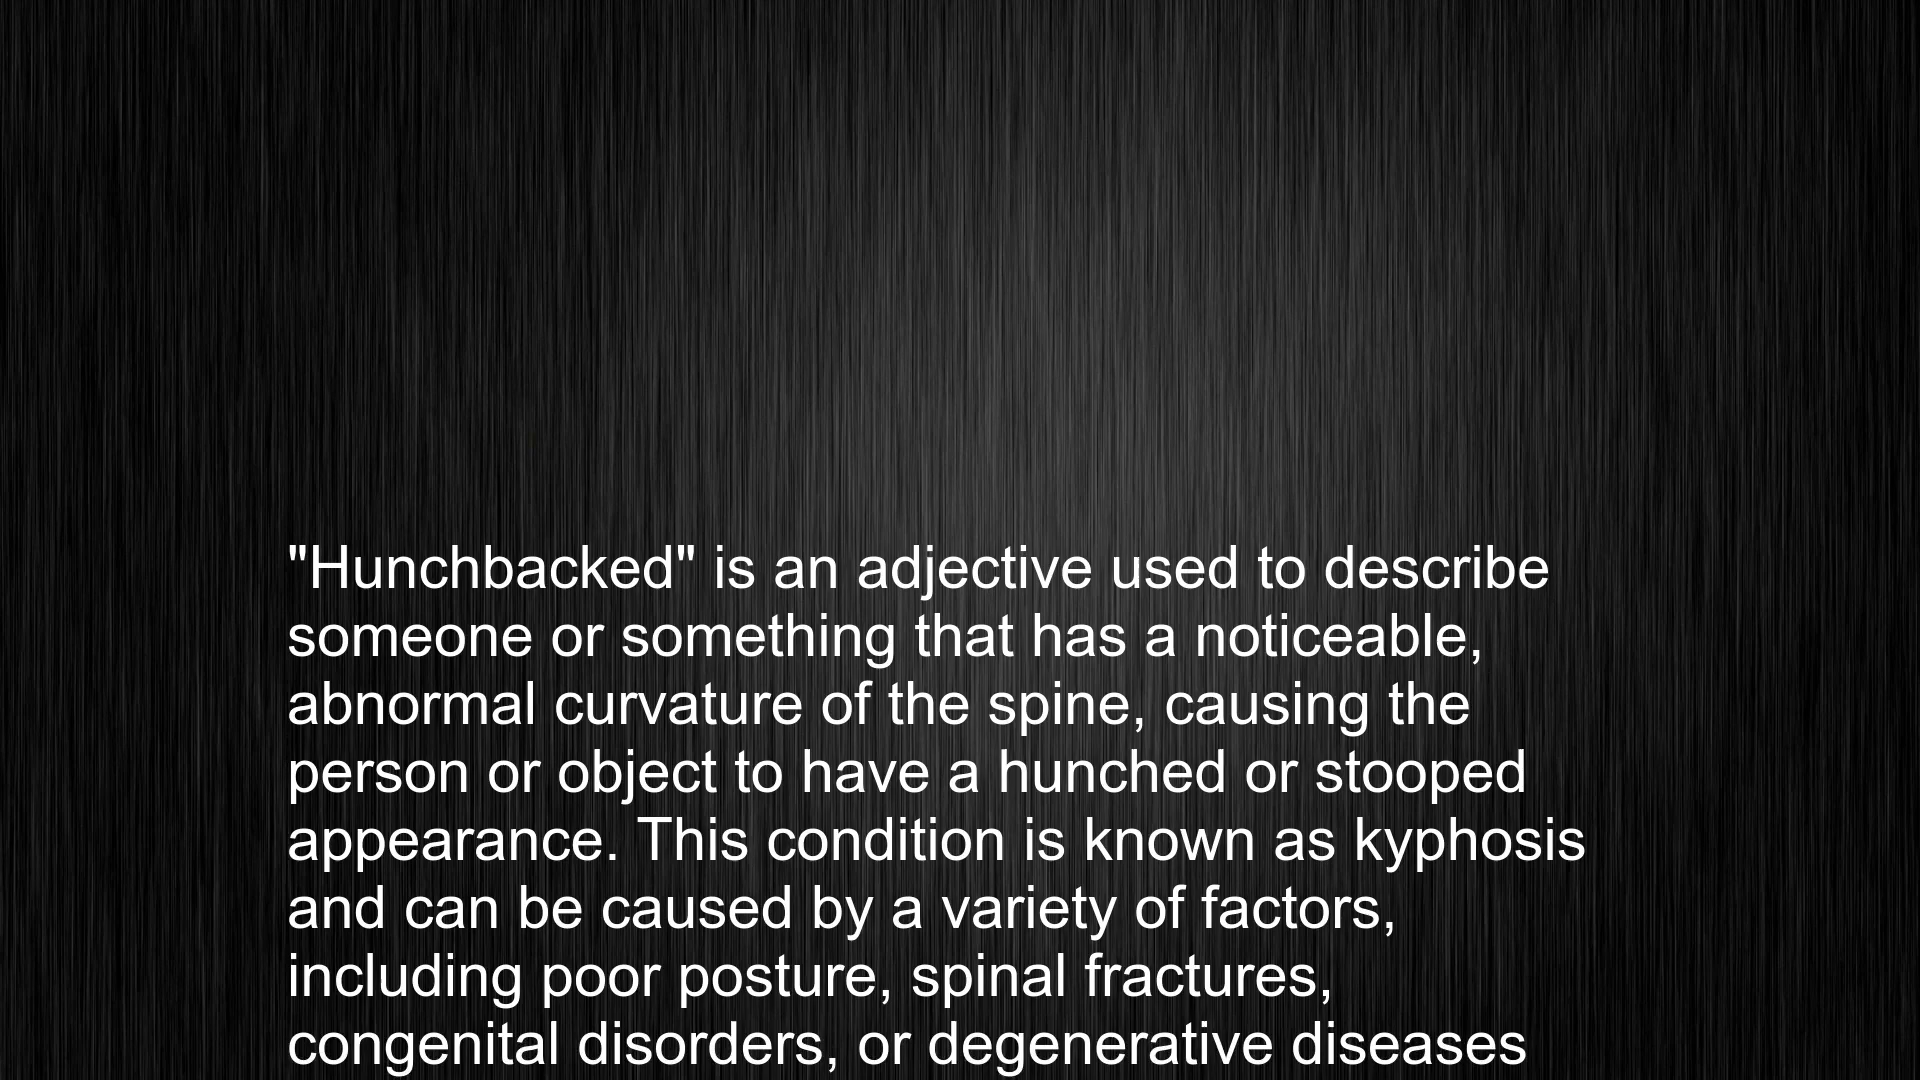 "Hunchbacked" is an adjective used to describe
someone or something that has a noticeable,
abnormal curvature of the spine, causing the
person or object to have a hunched or stooped
appearance. This condition is known as kyphosis
and can be caused by a variety of factors,
including poor posture, spinal fractures,
congenital disorders, or degenerative diseases